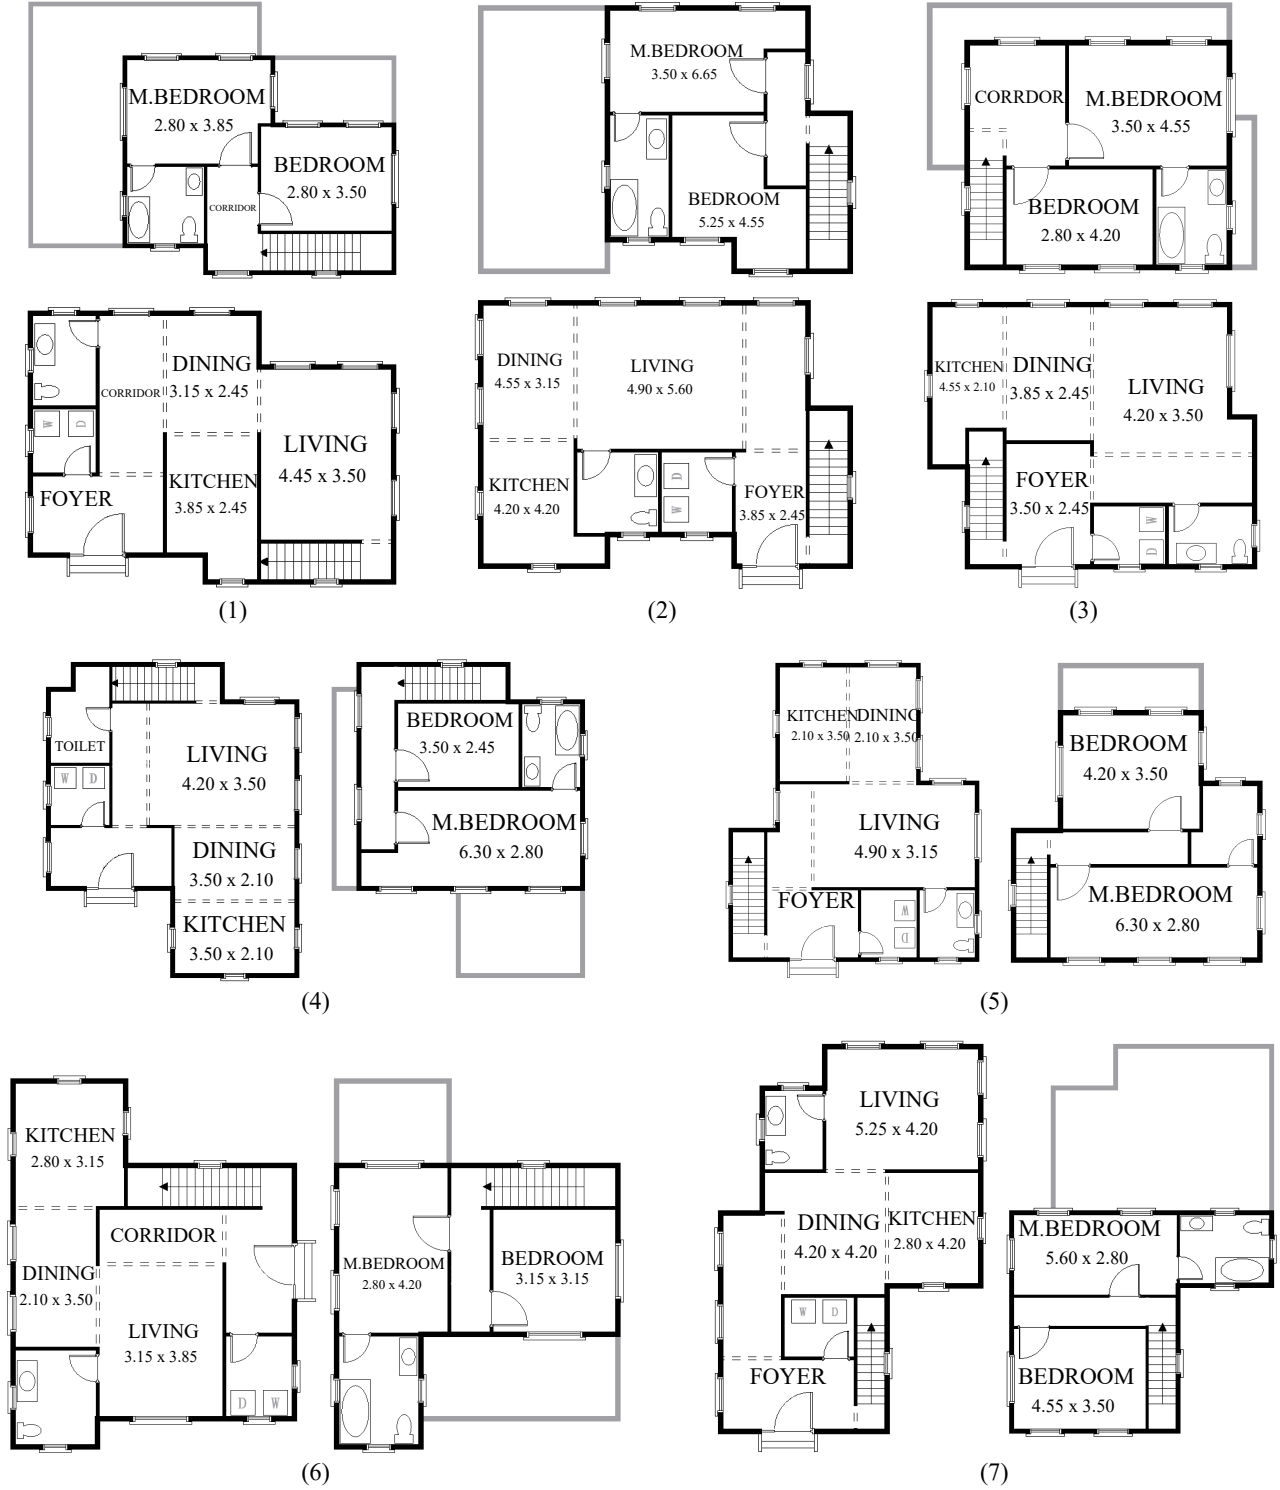 M.BEDROOM
2.80 x 3.85
BEDROOM
2.80 x 3.50
CORRIDOR
DINING
3.15 x 2.45
CORRIDOR
W D
LIVING
4.45 x 3.50
KITCHEN
3.85 x 2.45
FOYER
(1)
M.BEDROOM
3.50 x 6.65
BEDROOM
5.25 x 4.55
DINING
4.55 x 3.15
LIVING
4.90 x 5.60
KITCHEN
4.20 x 4.20
D
W
FOYER
3.85 x 2.45
(2)
CORRDOR
M.BEDROOM
3.50 x 4.55
BEDROOM
2.80 x 4.20
KITCHEN
4.55 x 2.10
DINING
3.85 x 2.45
LIVING
4.20 x 3.50
FOYER
3.50 x 2.45
W
D
(3)
TOILET
W D
LIVING
4.20 x 3.50
DINING
3.50 x 2.10
KITCHEN
3.50 x 2.10
BEDROOM
3.50 x 2.45
M.BEDROOM
6.30 x 2.80
(4)
KITCHEN
2.10 x 3.50
DINING
2.10 x 3.50
LIVING
4.90 x 3.15
FOYER
W
D
BEDROOM
4.20 x 3.50
M.BEDROOM
6.30 x 2.80
(5)
KITCHEN
2.80 x 3.15
CORRIDOR
DINING
2.10 x 3.50
LIVING
3.15 x 3.85
D W
M.BEDROOM
2.80 x 4.20
BEDROOM
3.15 x 3.15
(6)
LIVING
5.25 x 4.20
DINING
4.20 x 4.20
KITCHEN
2.80 x 4.20
W D
FOYER
M.BEDROOM
5.60 x 2.80
BEDROOM
4.55 x 3.50
(7)